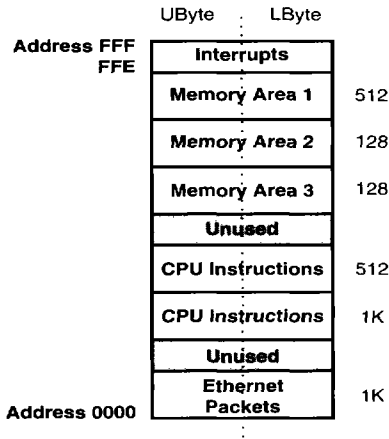 UByte LByte
Address FFF
FFE
Interrupts
Memory Area 1 512
Memory Area 2 128
Memory Area 3 128
Unused
CPU Instructions 512
CPU Instructions 1K
Unused
Ethernet
Packets
1K
Address 0000